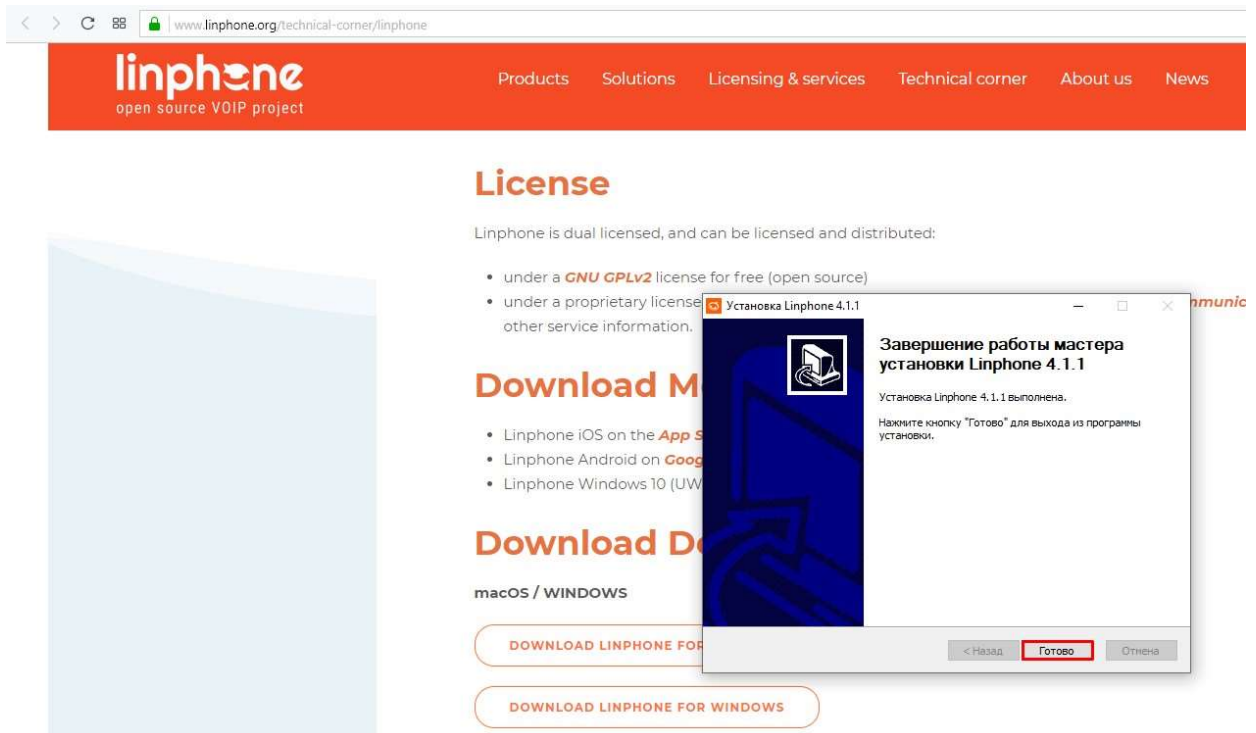 www.linphone.org/technical-corner/linphone
linphone
open source VOIP project
Products Solutions Licensing & services Technical corner About us News
License
Linphone is dual licensed, and can be licensed and distributed:
• under a GNU GPLv2 license for free (open source)
• under a proprietary license
other service information.
Download M
• Linphone iOS on the App S
• Linphone Android on Goog
• Linphone Windows 10 (UW
Download De
macOS / WINDOWS
DOWNLOAD LINPHONE FOR
DOWNLOAD LINPHONE FOR WINDOWS
Установка Linphone 4.1.1
Завершение работы мастера
установки Linphone 4.1.1
Установка Linphone 4.1.1 выполнена.
Нажмите кнопку "Готово" для выхода из программы
установки.
< Назад Готово Отмена